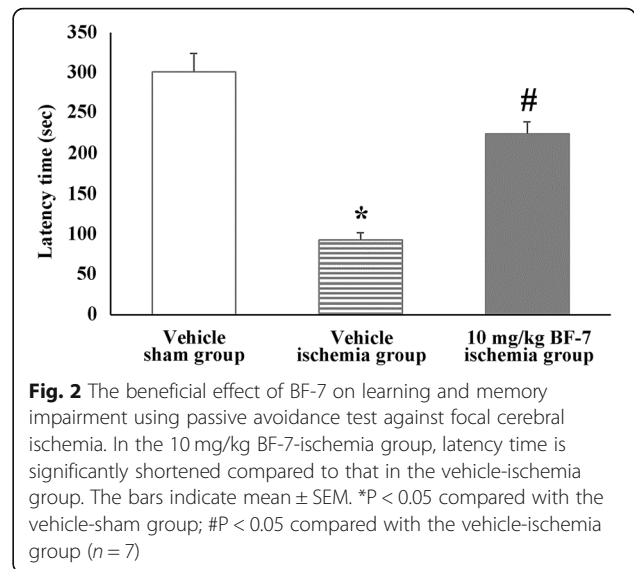 350
300
250
200
150
100
50
0
Latency time (sec)
*
#
Vehicle
sham group
Vehicle
ischemia group
10 mg/kg BF-7
ischemia group
Fig. 2 The beneficial effect of BF-7 on learning and memory
impairment using passive avoidance test against focal cerebral
ischemia. In the 10 mg/kg BF-7-ischemia group, latency time is
significantly shortened compared to that in the vehicle-ischemia
group. The bars indicate mean ± SEM. *P < 0.05 compared with the
vehicle-sham group; #P < 0.05 compared with the vehicle-ischemia
group (n = 7)